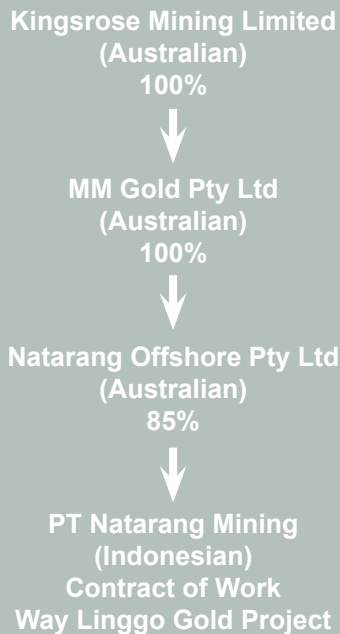 Kingsrose Mining Limited
(Australian)
100%
MM Gold Pty Ltd
(Australian)
100%
Natarang Offshore Pty Ltd
(Australian)
85%
PT Natarang Mining
(Indonesian)
Contract of Work
Way Linggo Gold Project